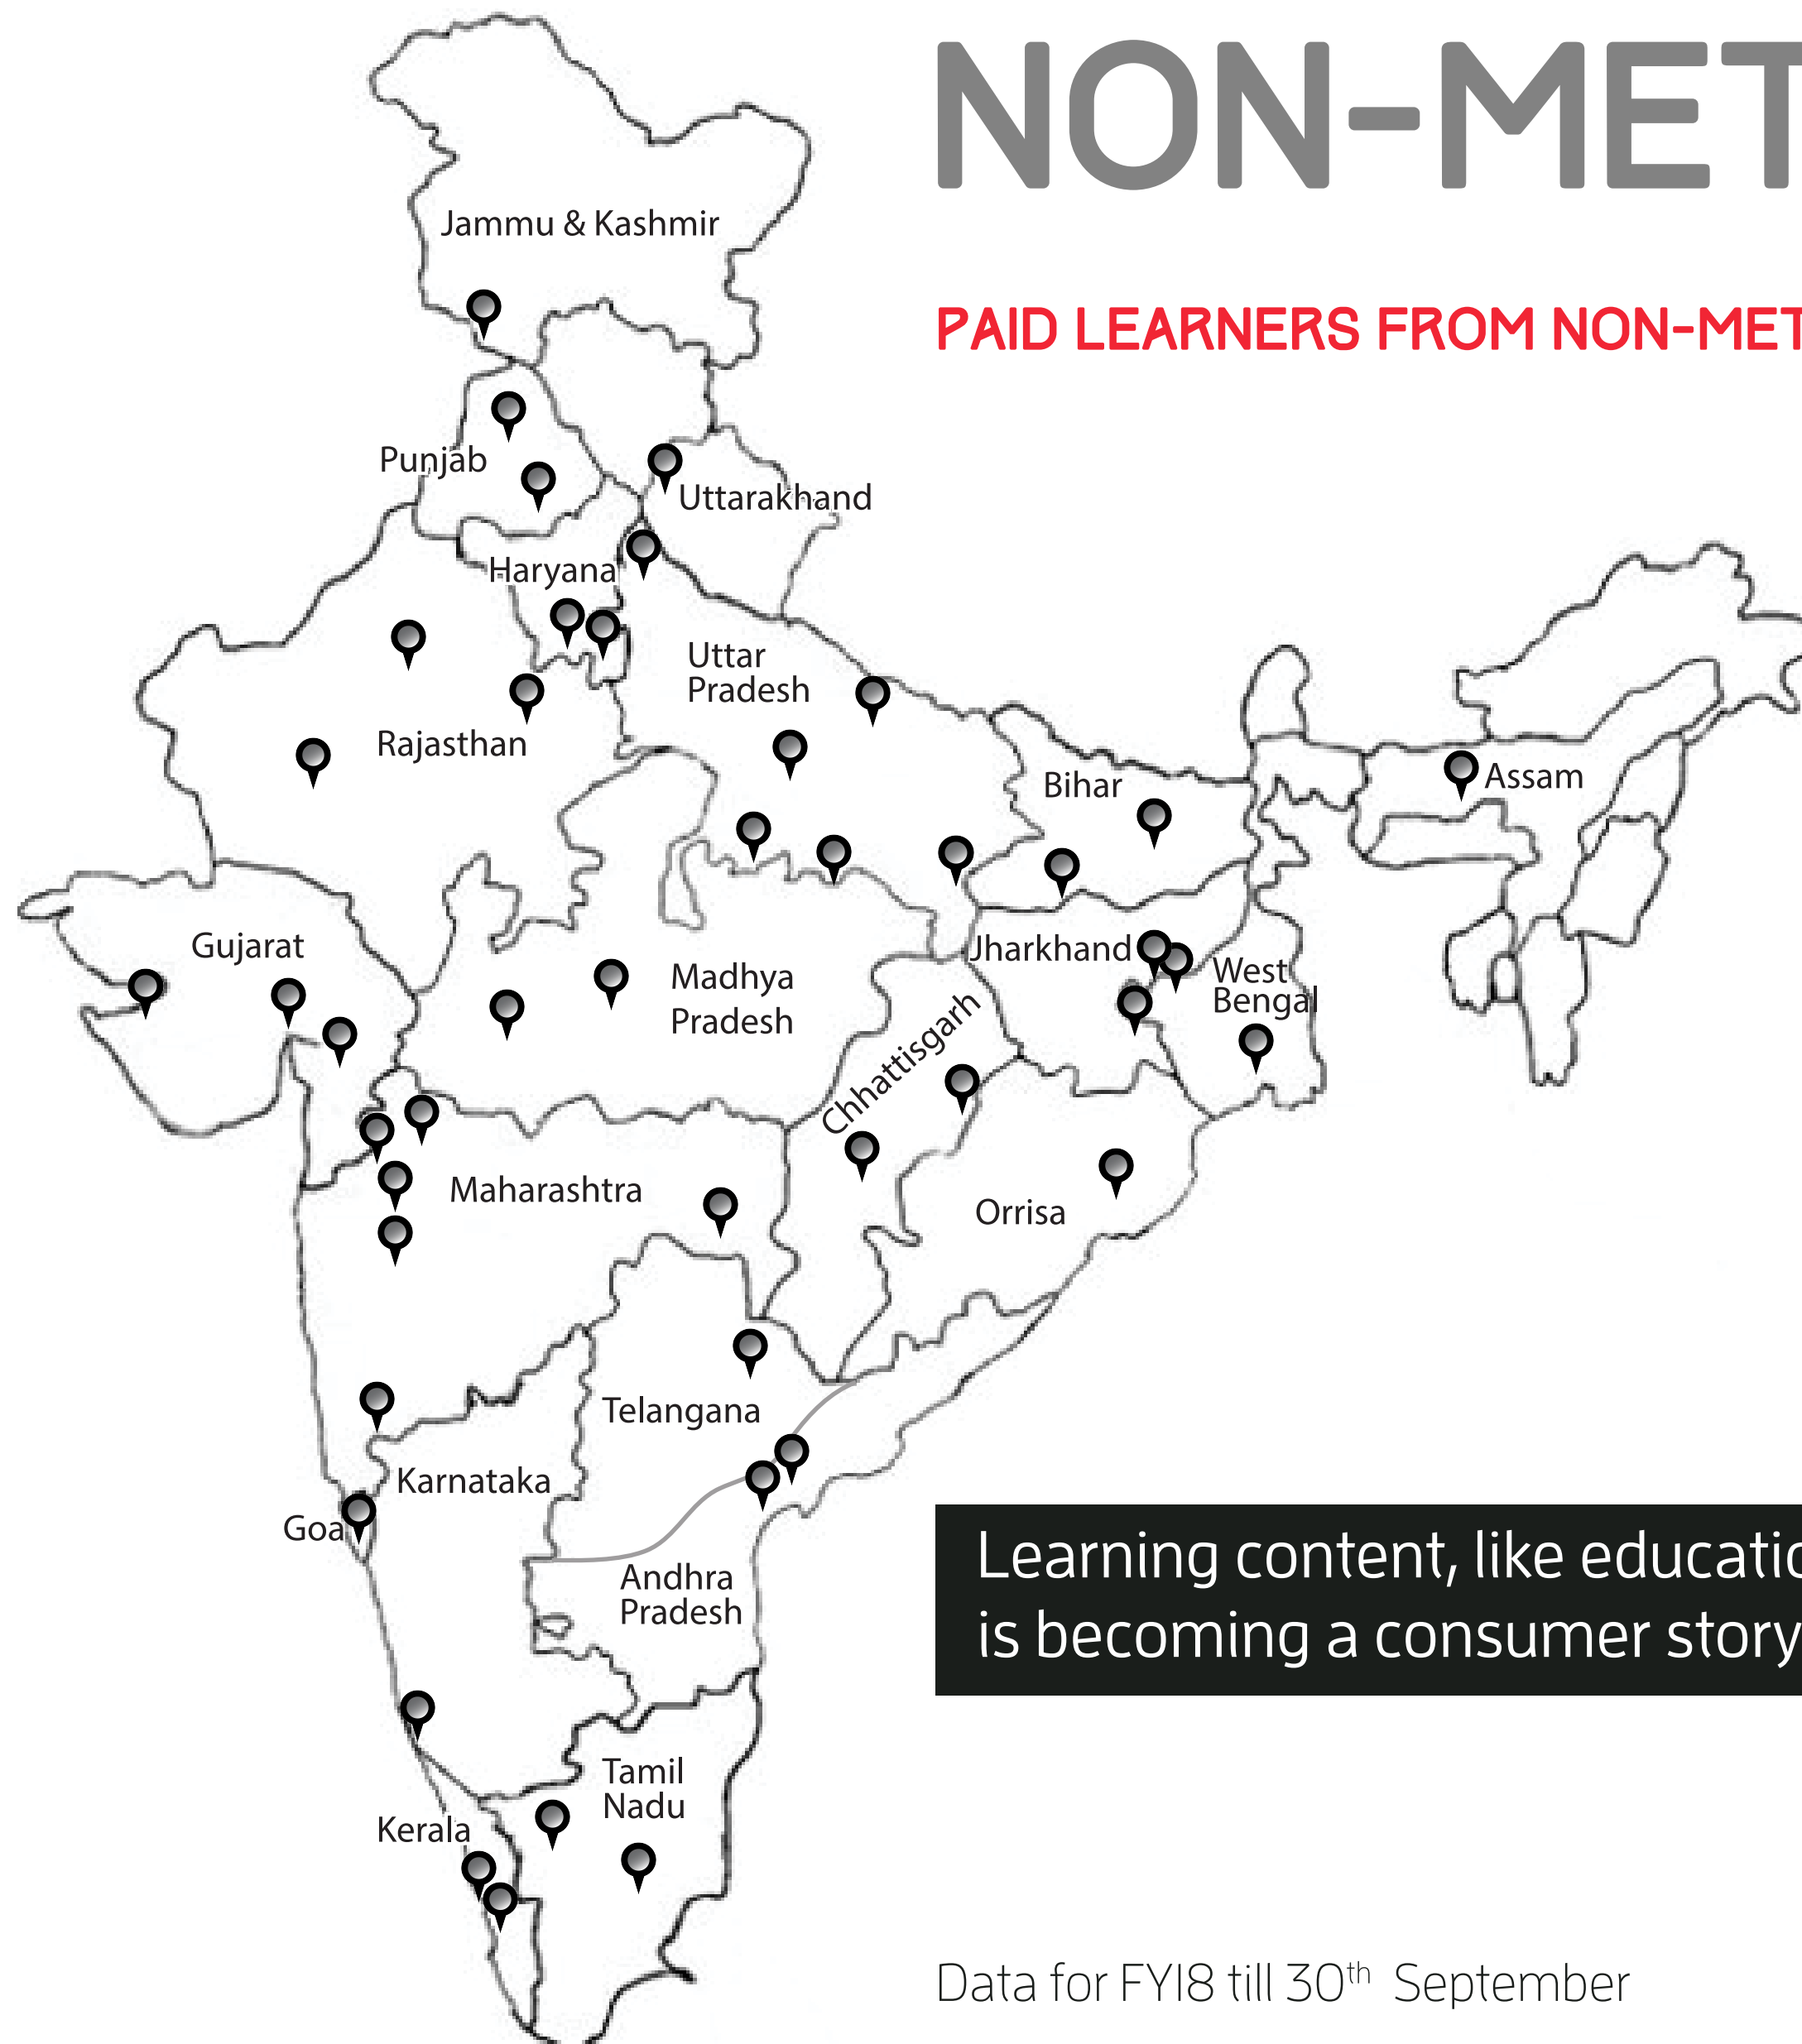 NON-MET
PAID LEARNERS FROM NON-MET
Jammu & Kashmir
Punjab
Uttarakhand
Haryana
Uttar
Pradesh
Rajasthan
Bihar
Assam
Gujarat
Madhya
Pradesh
Jharkhand
West
Bengal
Chhattisgarh
Maharashtra
Orrisa
Telangana
Karnataka
Goa
Andhra
Pradesh
Learning content, like educatio
is becoming a consumer story
Tamil
Nadu
Kerala
Data for FY18 till 30th September